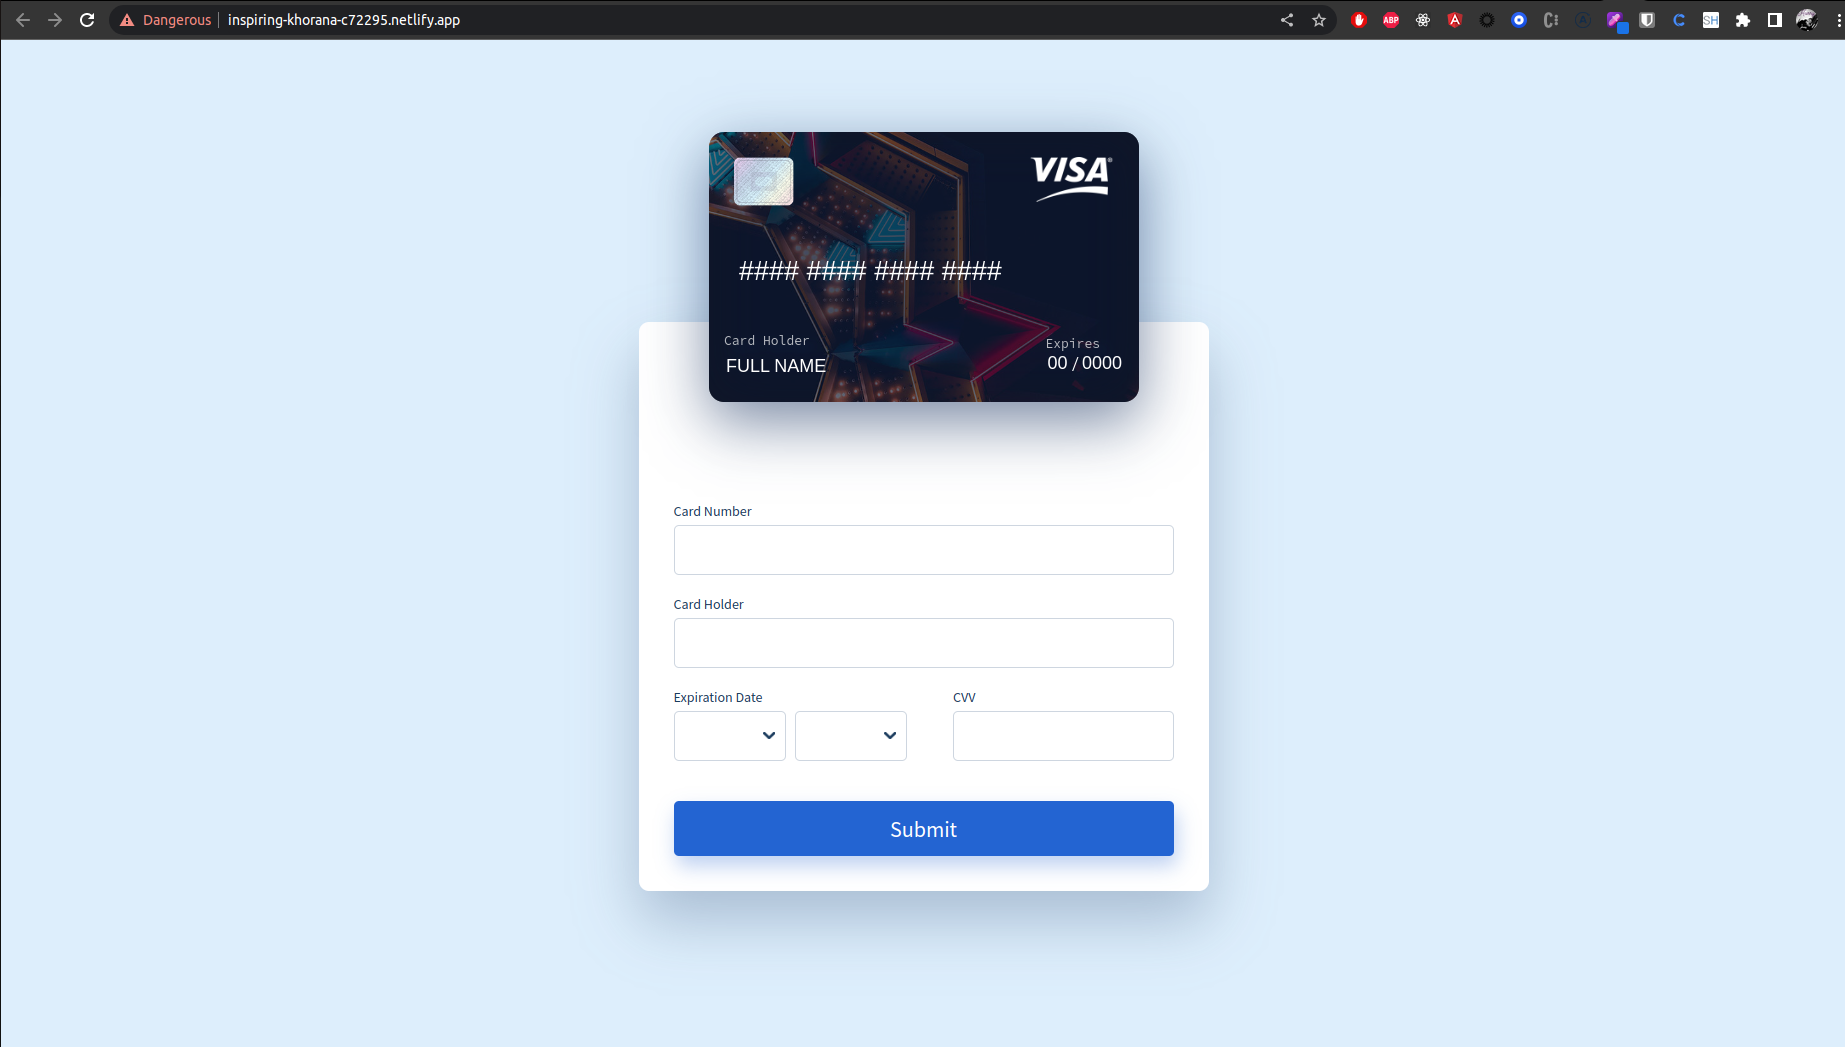 Dangerous inspiring-khorana-c72295.netlify.app
ABP
SH
VISA
#### #### #### ####
Card Holder
Expires
FULL NAME
00 / 0000
Card Number
Card Holder
Expiration Date
CVV
Submit